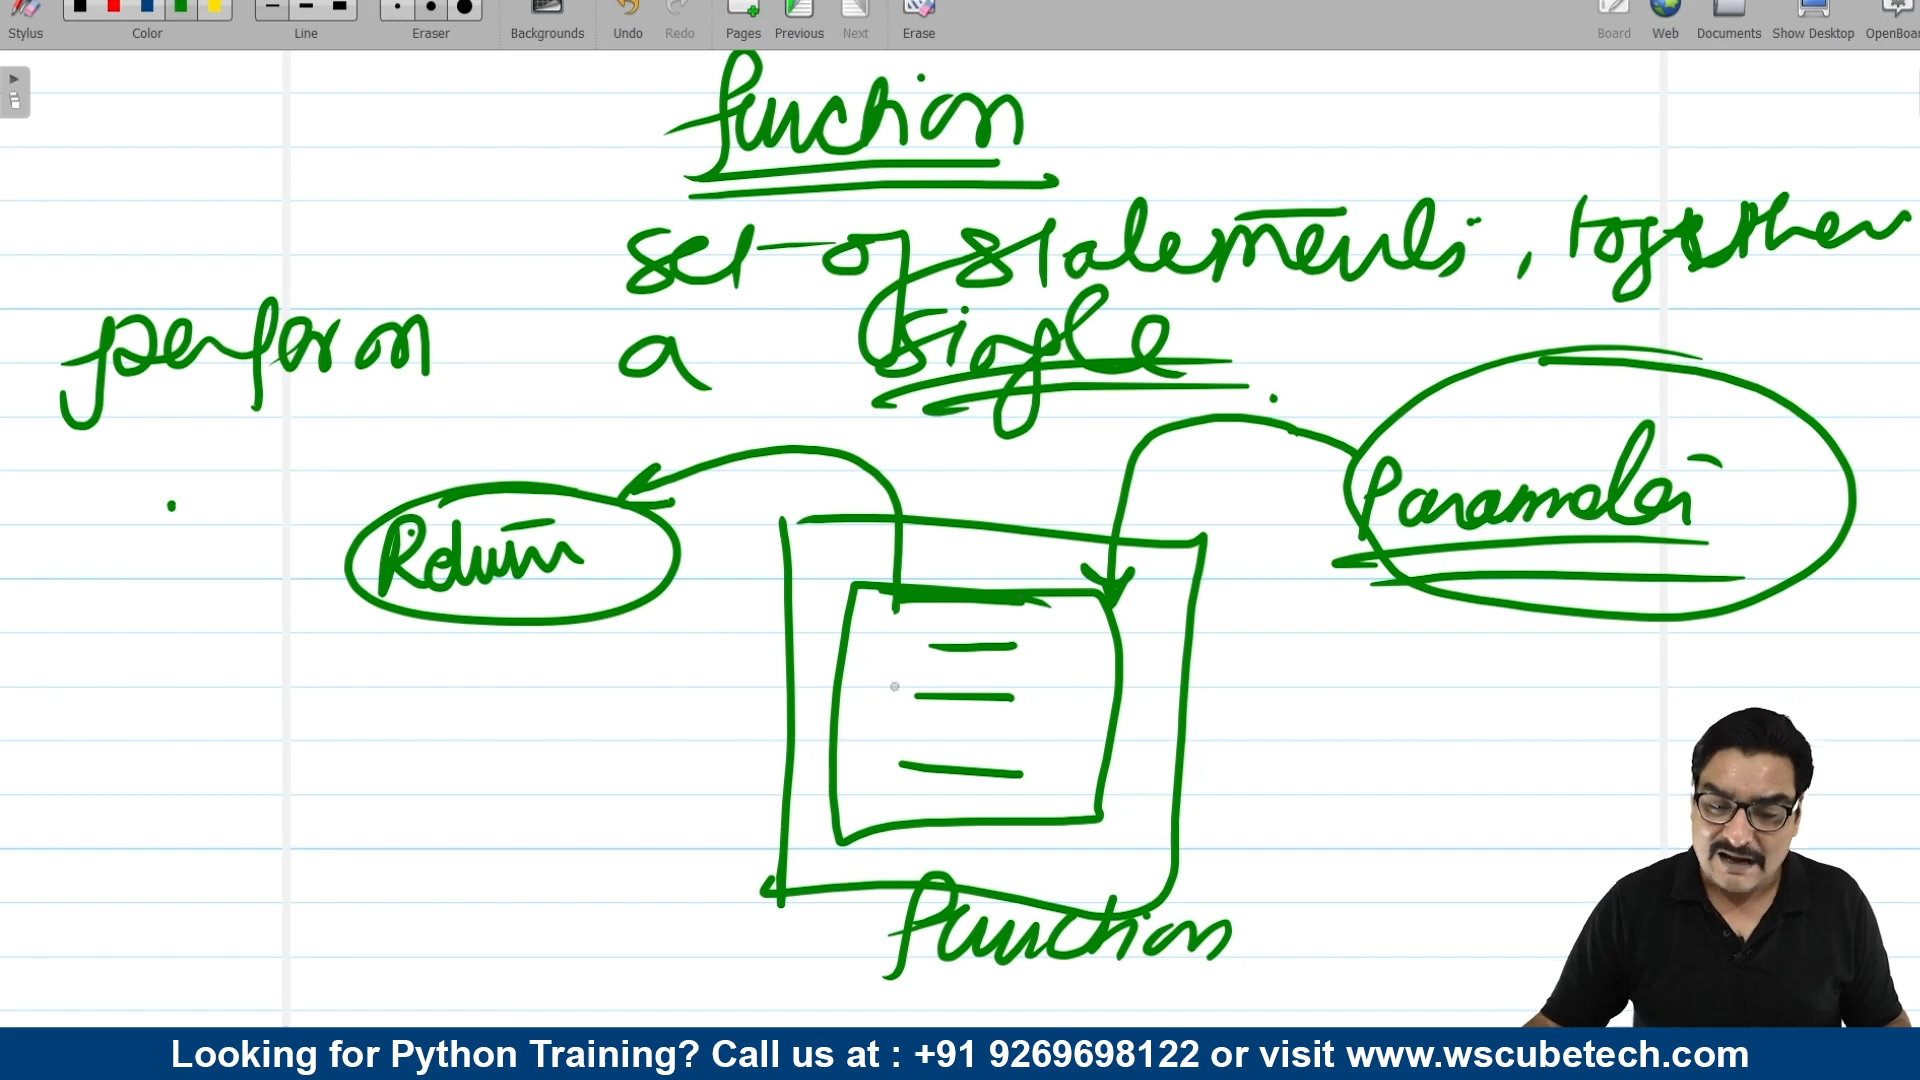 Stylus Color Line Eraser Backgrounds Undo Redo Pages Previous Next Erase Board Web Documents Show Desktop OpenBoar
function
set of statements, together
perform a single
Parameter
Return
function
Looking for Python Training? Call us at : +91 9269698122 or visit www.wscubetech.com